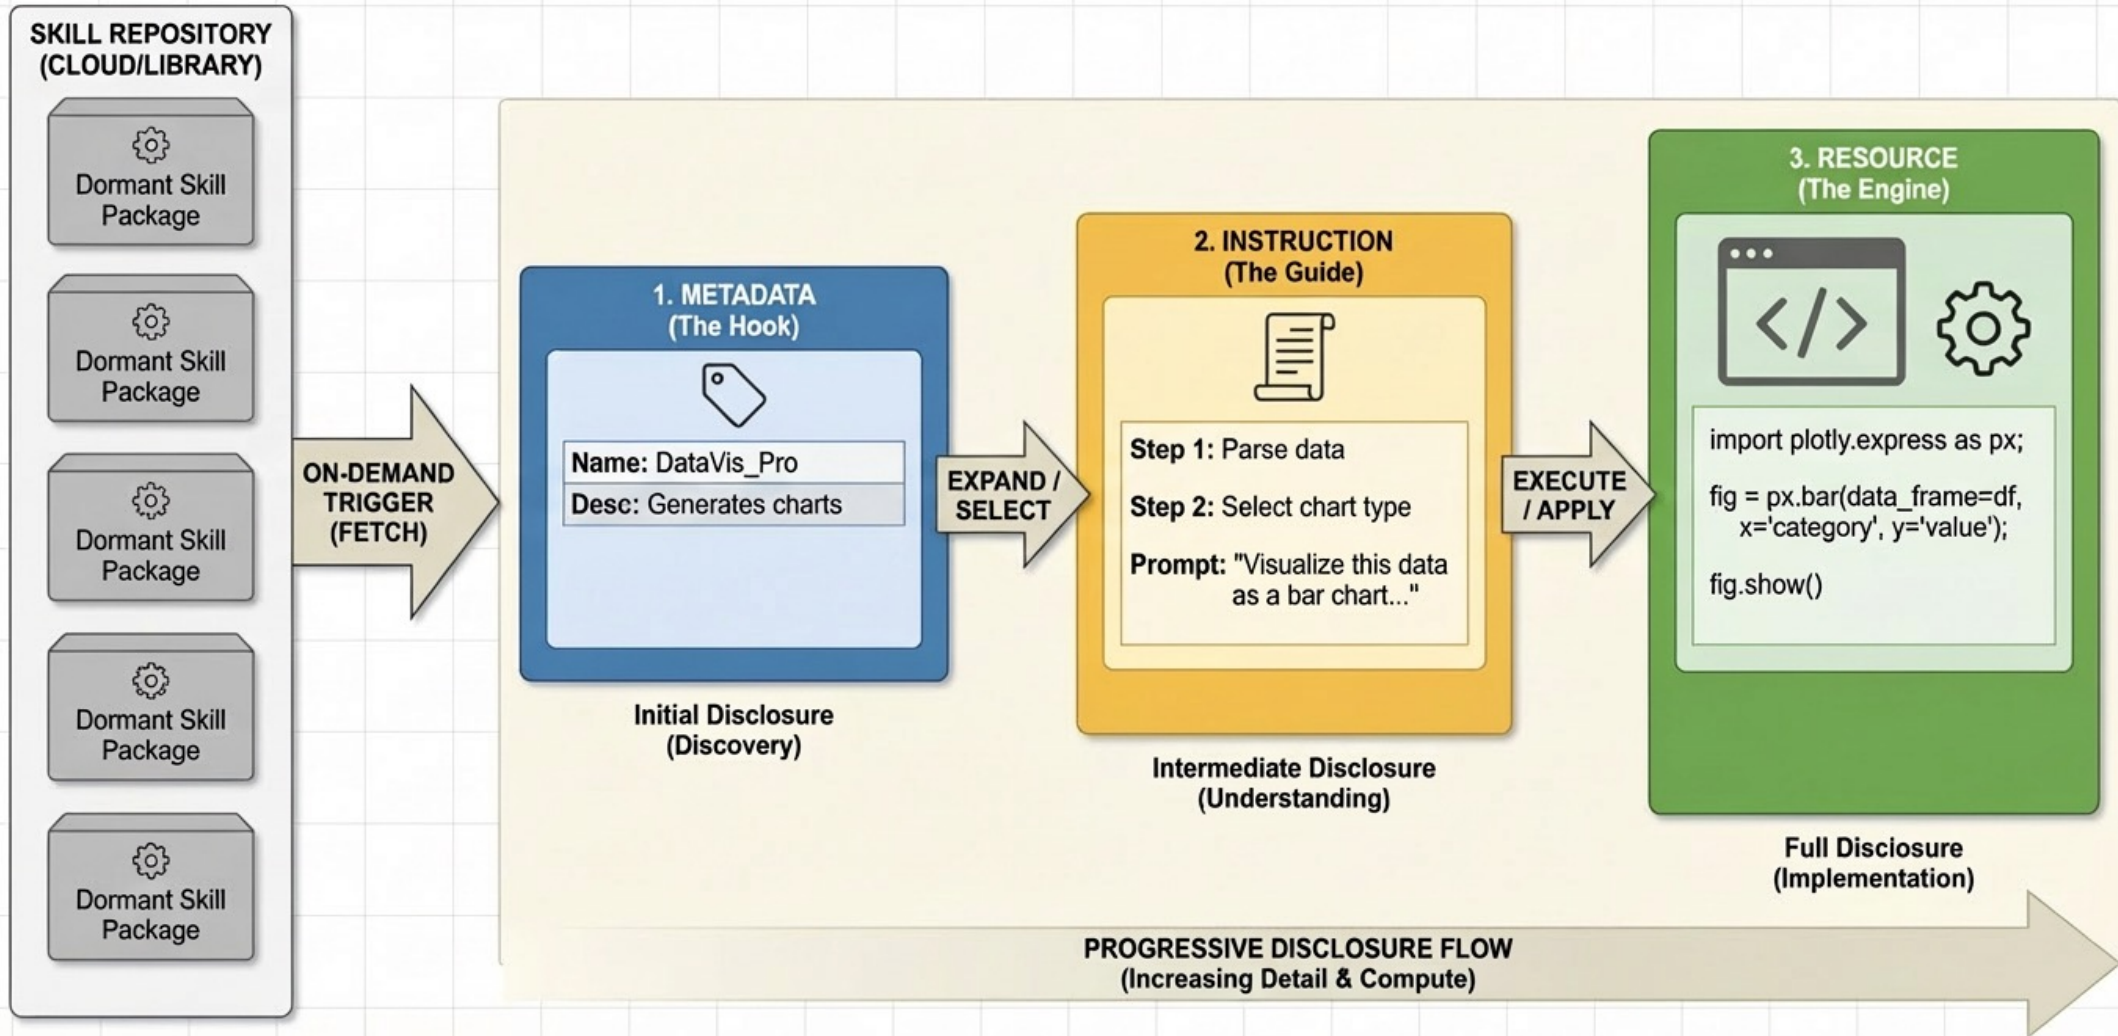 SKILL REPOSITORY
(CLOUD/LIBRARY)
Dormant Skill
Package
Dormant Skill
Package
Dormant Skill
Package
Dormant Skill
Package
Dormant Skill
Package
ON-DEMAND
TRIGGER
(FETCH)
1. METADATA
(The Hook)
Name: DataVis_Pro
Desc: Generates charts
Initial Disclosure
(Discovery)
EXPAND /
SELECT
2. INSTRUCTION
(The Guide)
Step 1: Parse data
Step 2: Select chart type
Prompt: "Visualize this data
as a bar chart..."
Intermediate Disclosure
(Understanding)
EXECUTE
/ APPLY
3. RESOURCE
(The Engine)
</>
import plotly.express as px;
fig = px.bar(data_frame=df,
x='category', y='value');
fig.show()
Full Disclosure
(Implementation)
PROGRESSIVE DISCLOSURE FLOW
(Increasing Detail & Compute)